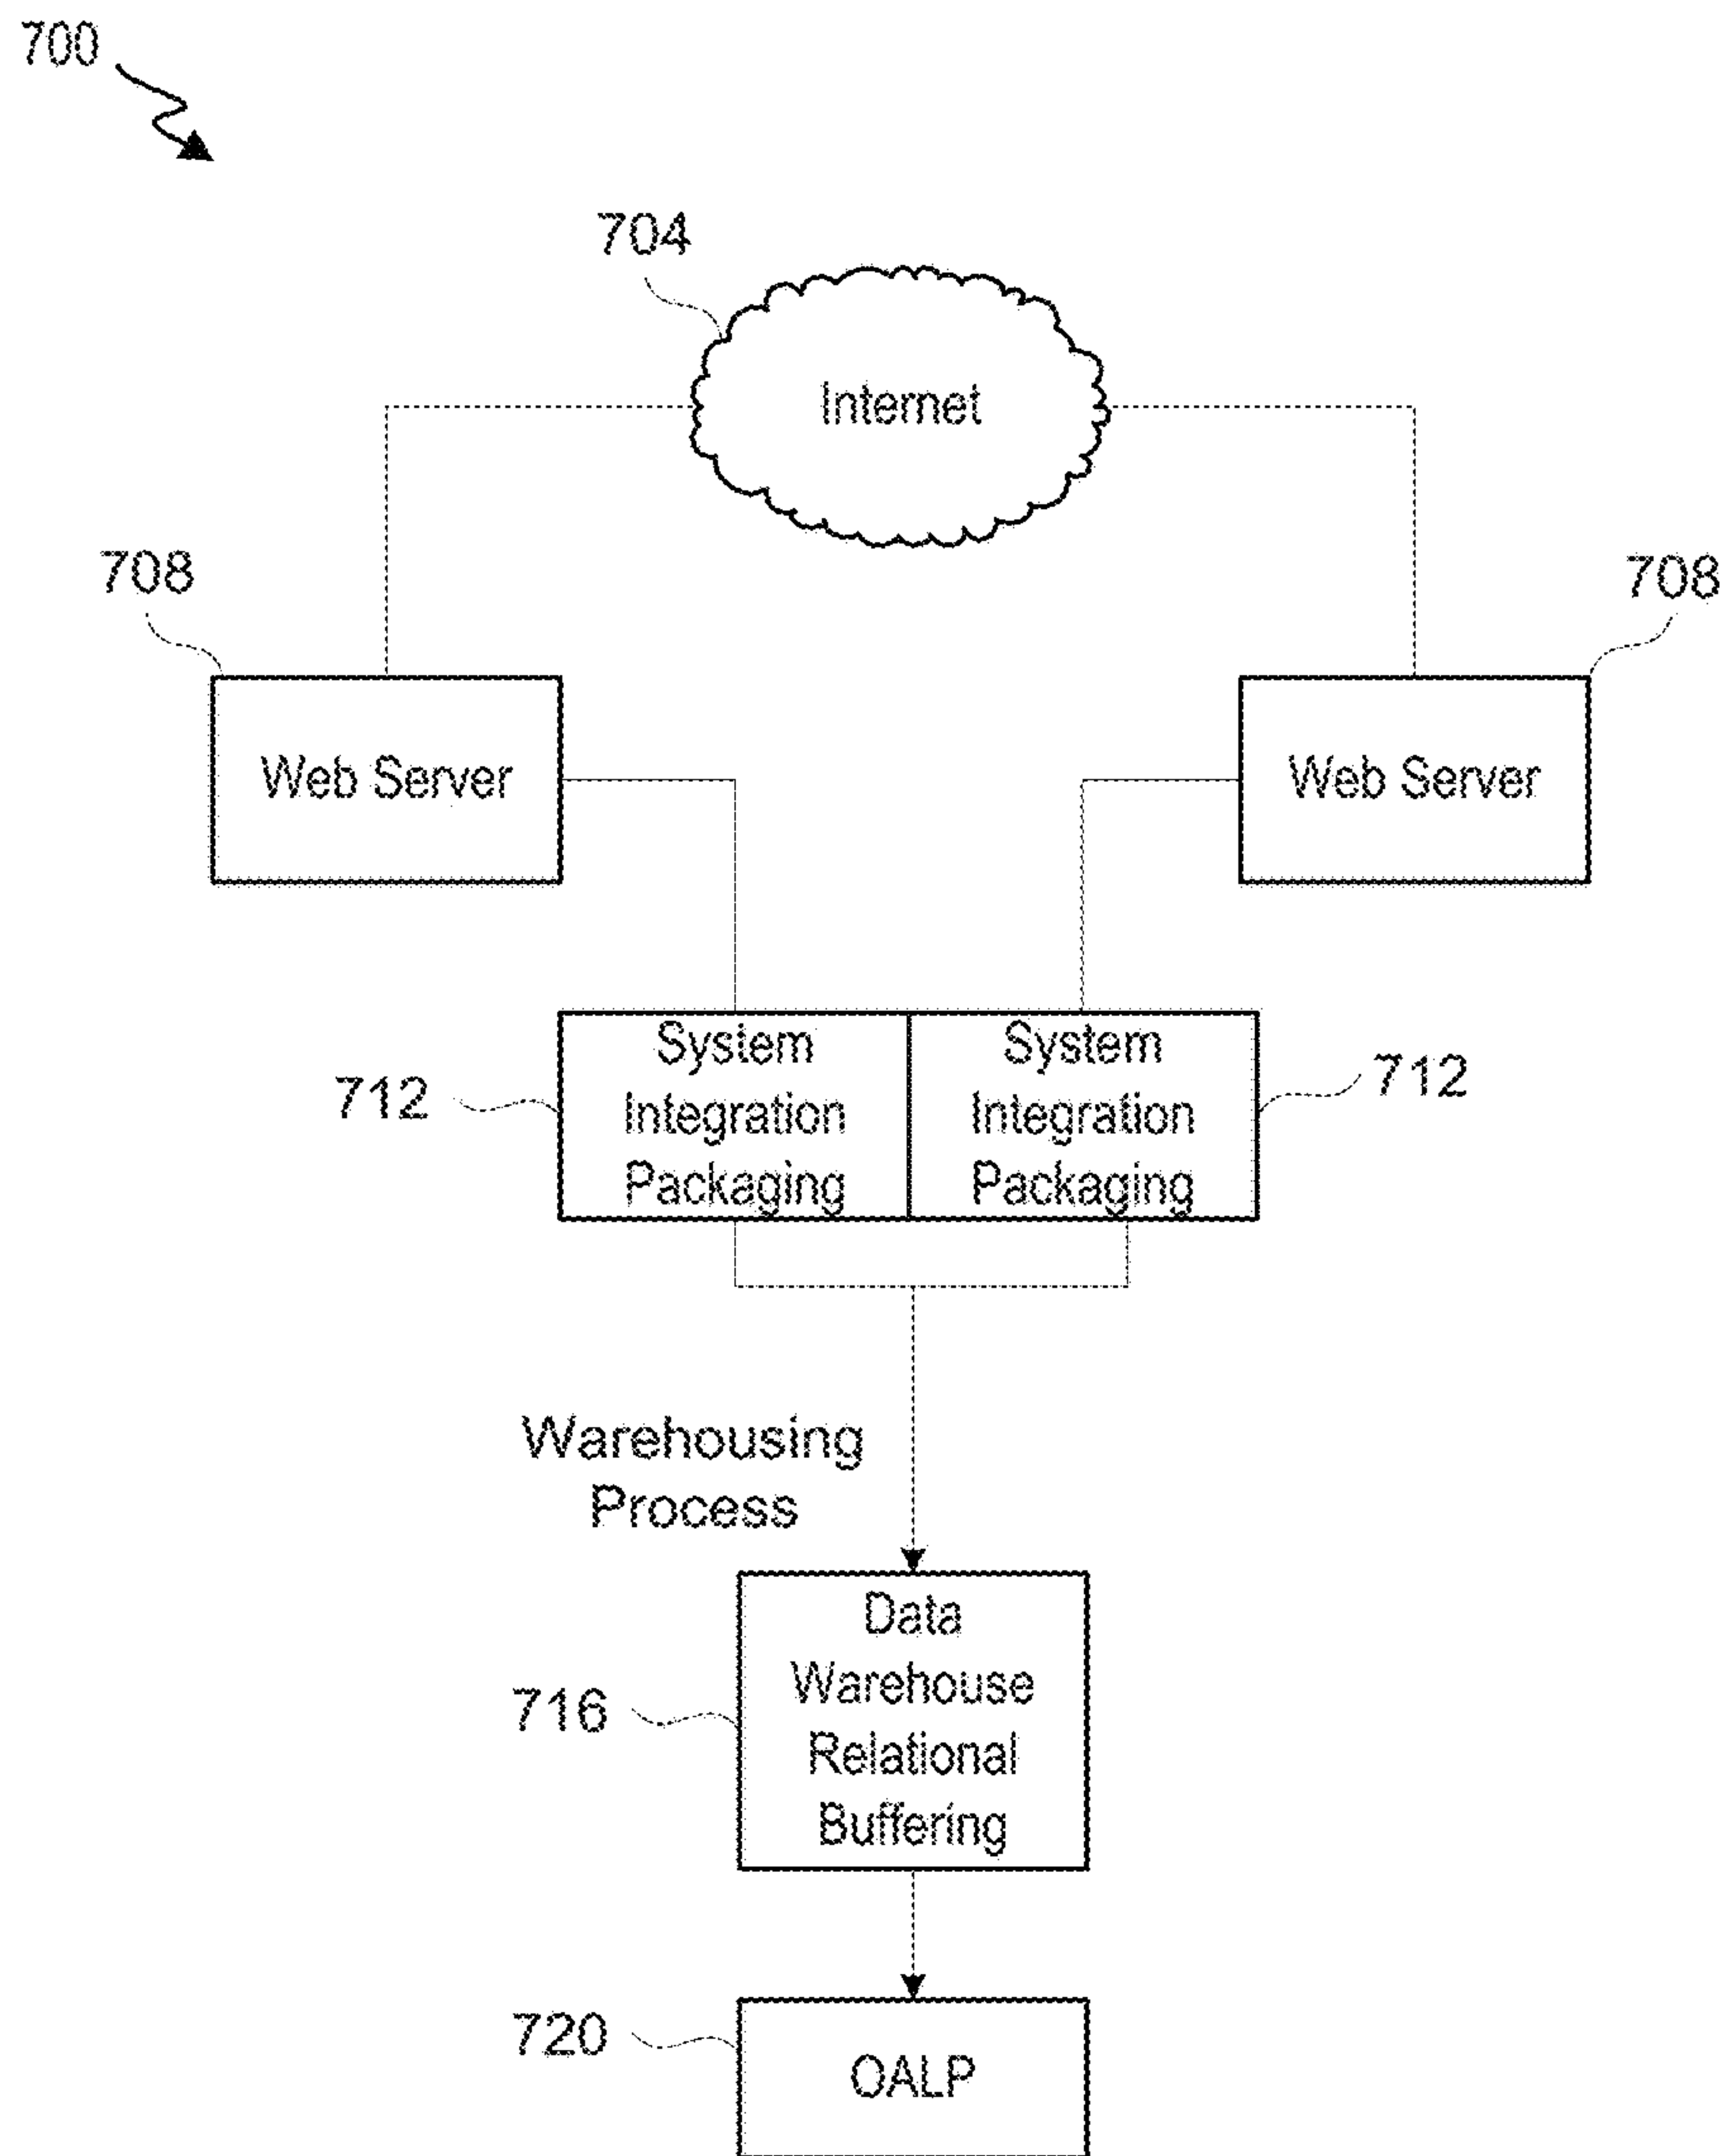 700
704
Internet
708
708
Web Server
Web Server
System
Integration
Packaging
System
Integration
Packaging
712
712
Warehousing
Process
Data
Warehouse
Relational
Buffering
716
720
OALP